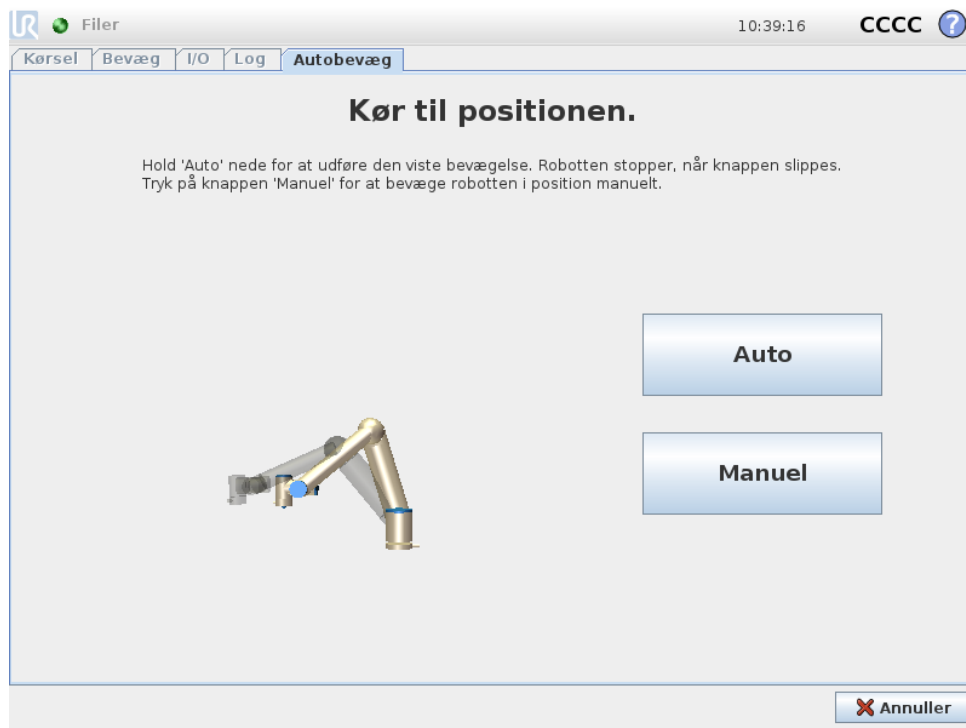 UR Filer 10:39:16 CCCC ?
Kørsel Bevæg I/O Log Autobevæg
Kør til positionen.
Hold 'Auto' nede for at udføre den viste bevægelse. Robotten stopper, når knappen slippes.
Tryk på knappen 'Manuel' for at bevæge robotten i position manuelt.
Auto
Manuel
Annuller